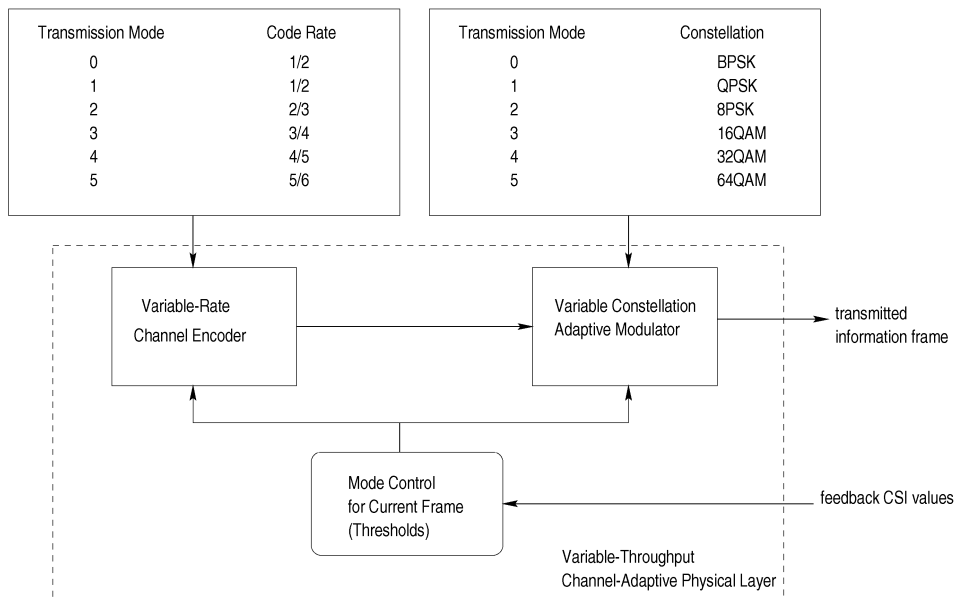 Transmission Mode Code Rate
0 1/2
1 1/2
2 2/3
3 3/4
4 4/5
5 5/6
Transmission Mode Constellation
0 BPSK
1 QPSK
2 8PSK
3 16QAM
4 32QAM
5 64QAM
Variable-Rate
Channel Encoder
Variable Constellation
Adaptive Modulator
transmitted
information frame
Mode Control
for Current Frame
(Thresholds)
feedback CSI values
Variable-Throughput
Channel-Adaptive Physical Layer